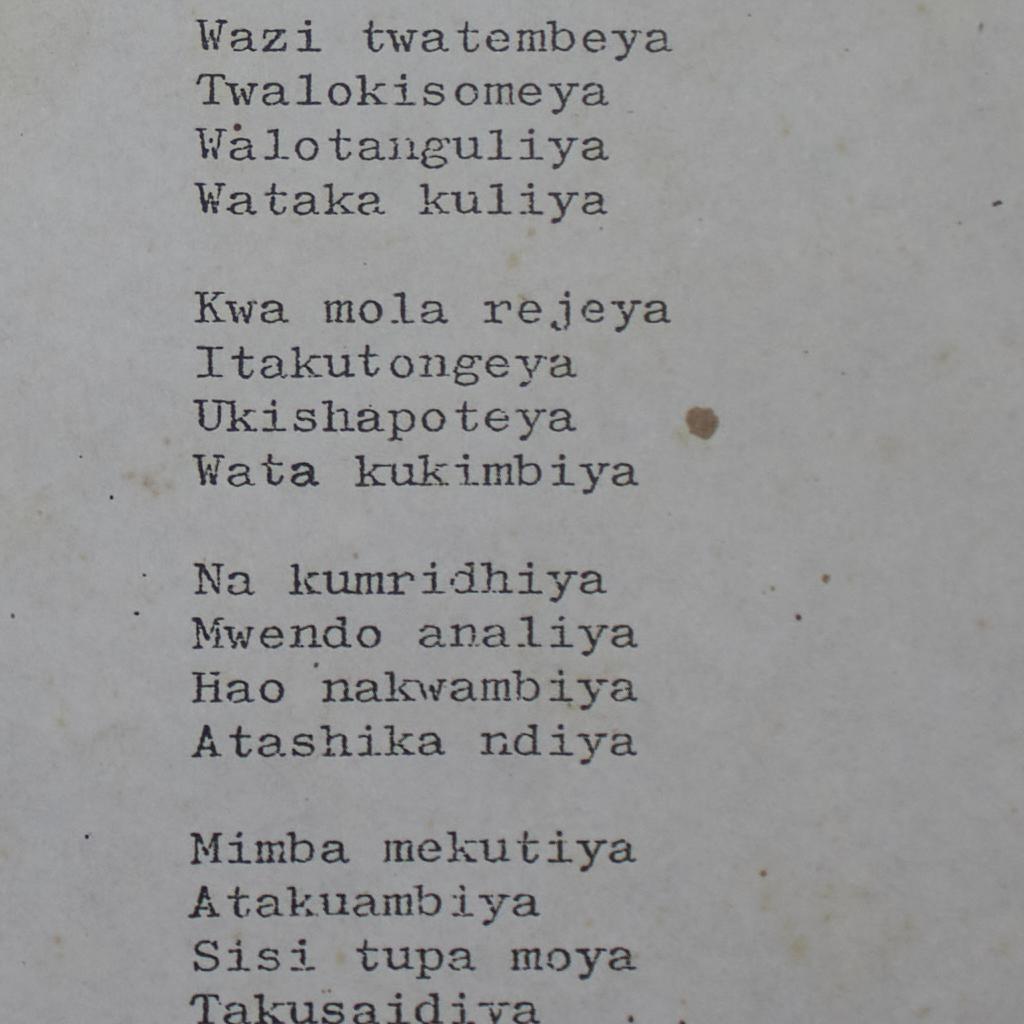 Wazi twatembeya
Twalokisomeya
Walotanguliya
Wataka kuliya
Kwa mola rejeya
Itakutongeya
Ukishapoteya
Wata kukimbiya
Na kumridhiya
Mwendo analiya
Hao nakwambiya
Atashika ndiya
Mimba mekutiya
Atakuambiya
Sisi tupa moya
Takusaidiya